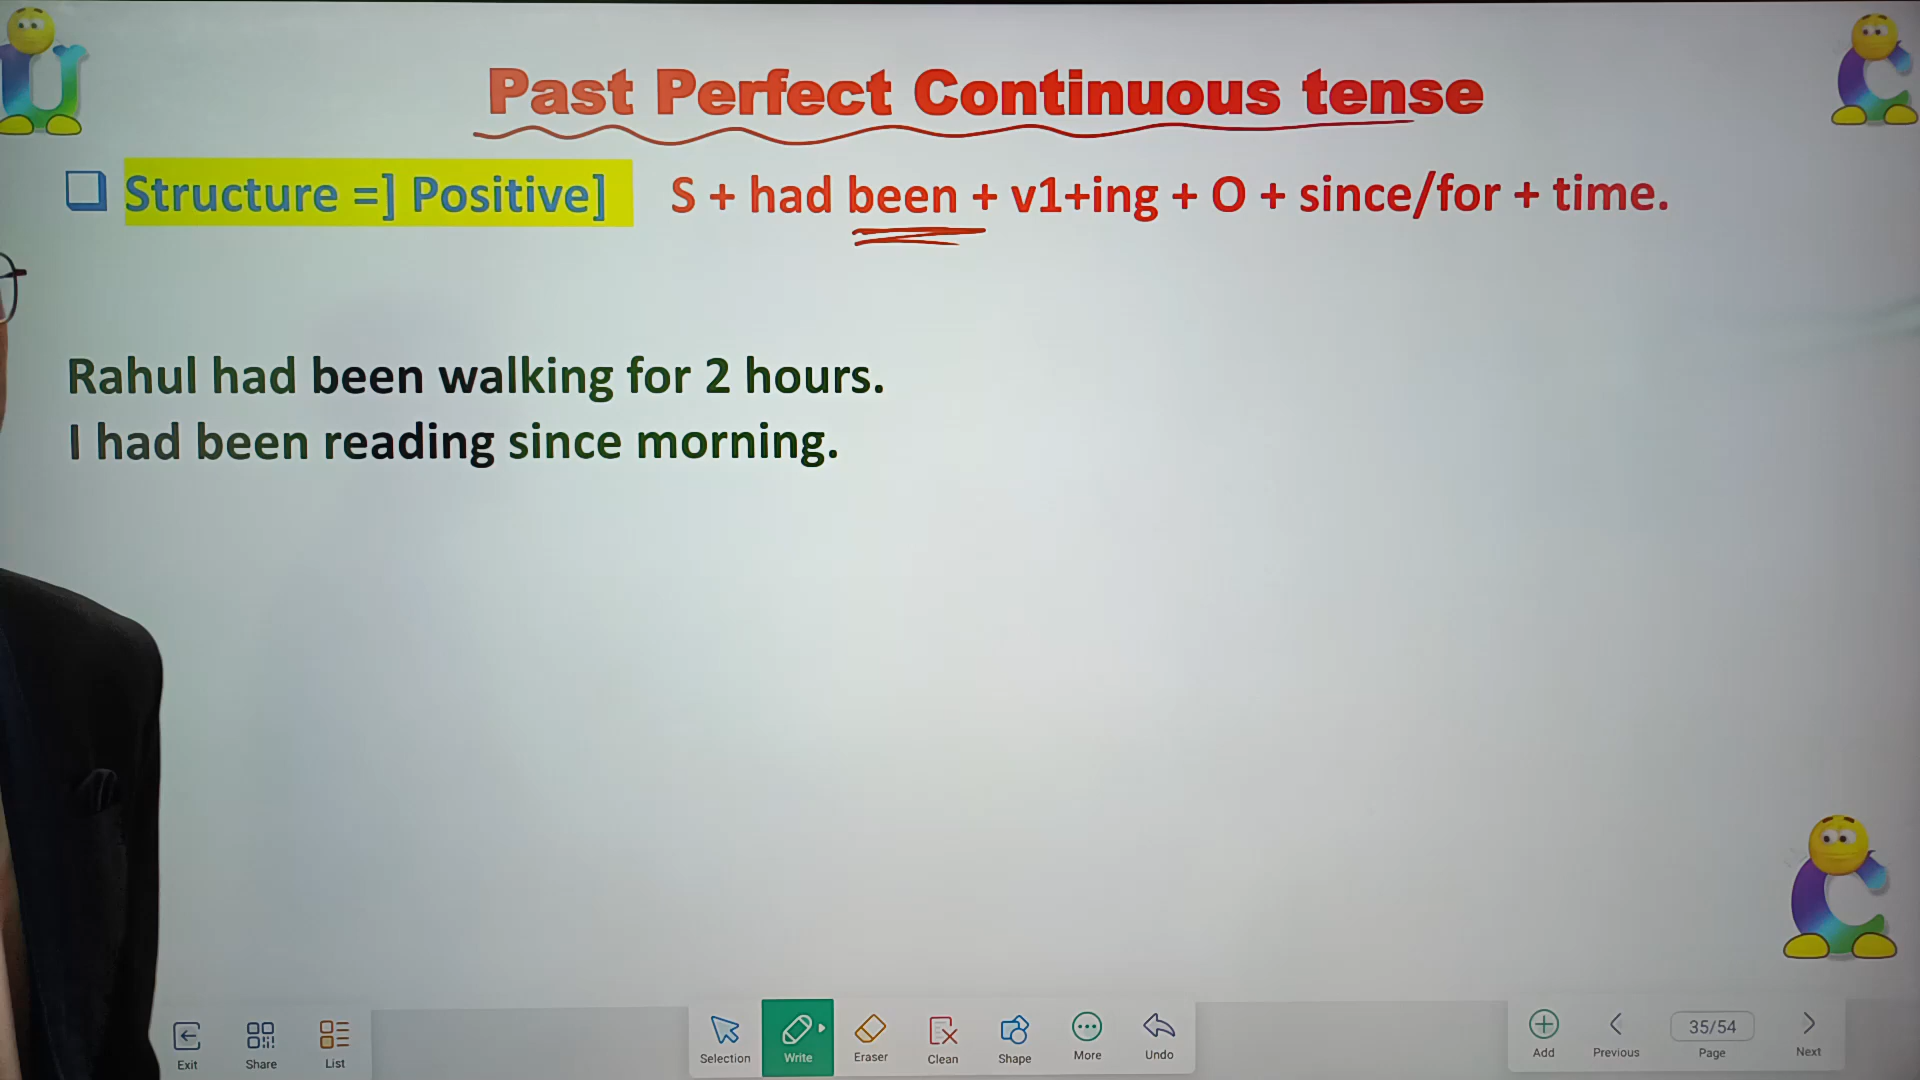 Past Perfect Continuous tense
Structure =] Positive] S + had been + v1+ing + O + since/for + time.
Rahul had been walking for 2 hours.
I had been reading since morning.
Exit Share List Selection Write Eraser Clean Shape More Undo Add Previous 35/54 Page Next